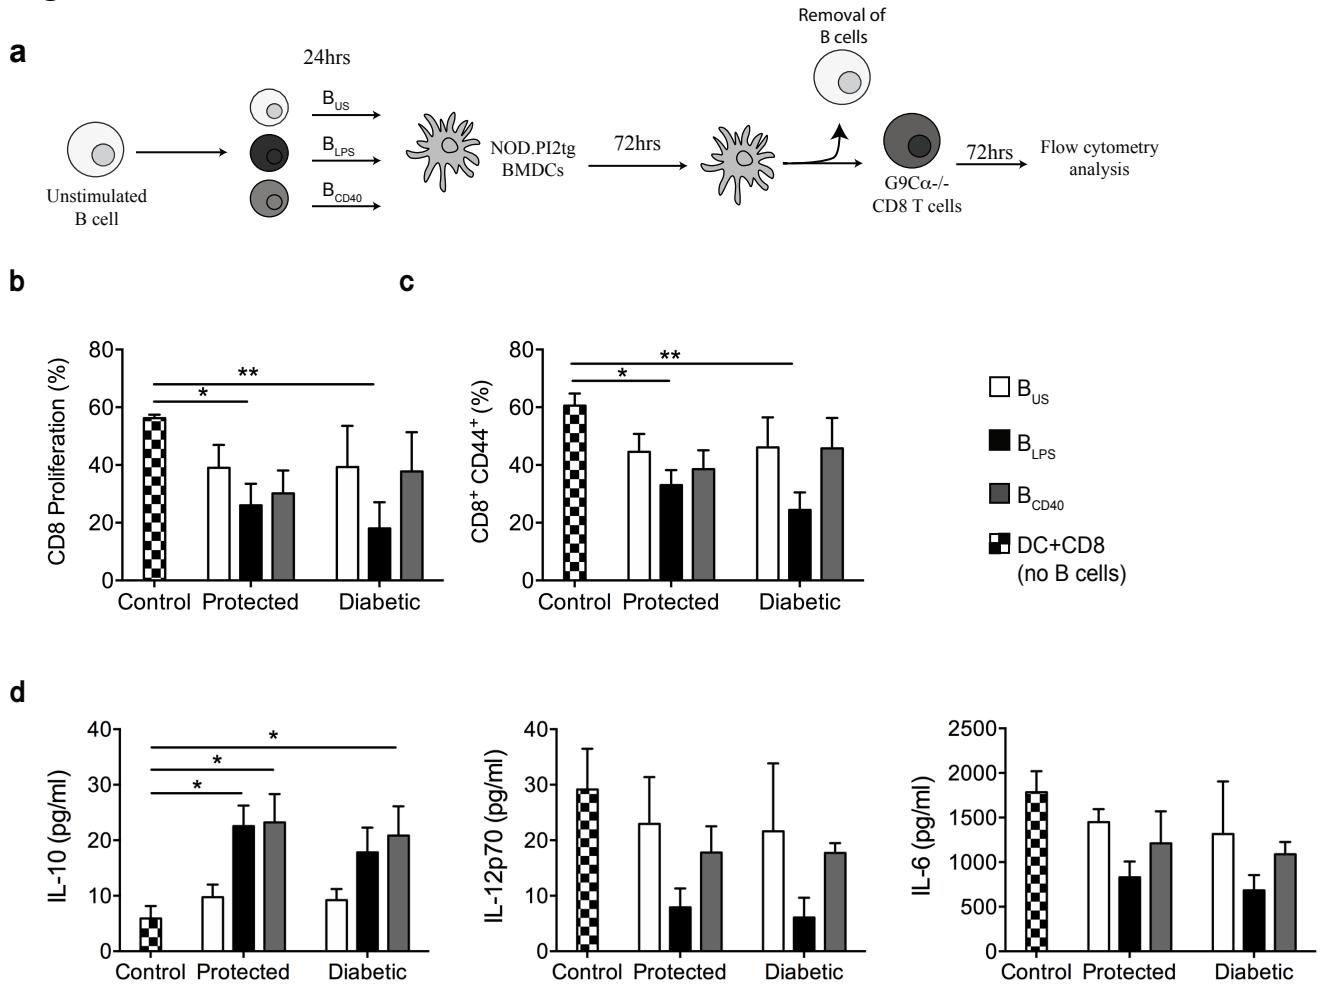 a
24hrs
Removal of
B cells
Unstimulated
B cell
BUS
BLPS
BCD40
NOD.PI2tg
BMDCs
72hrs
G9Cα-/-
CD8 T cells
72hrs
Flow cytometry
analysis
b
CD8 Proliferation (%)
80
60
40
20
0
**
*
Control Protected Diabetic
c
CD8+ CD44+ (%)
80
60
40
20
0
**
*
Control Protected Diabetic
BUS
BLPS
BCD40
DC+CD8
(no B cells)
d
IL-10 (pg/ml)
40
30
20
10
0
*
*
*
Control Protected Diabetic
IL-12p70 (pg/ml)
40
30
20
10
0
Control Protected Diabetic
IL-6 (pg/ml)
2500
2000
1500
1000
500
0
Control Protected Diabetic